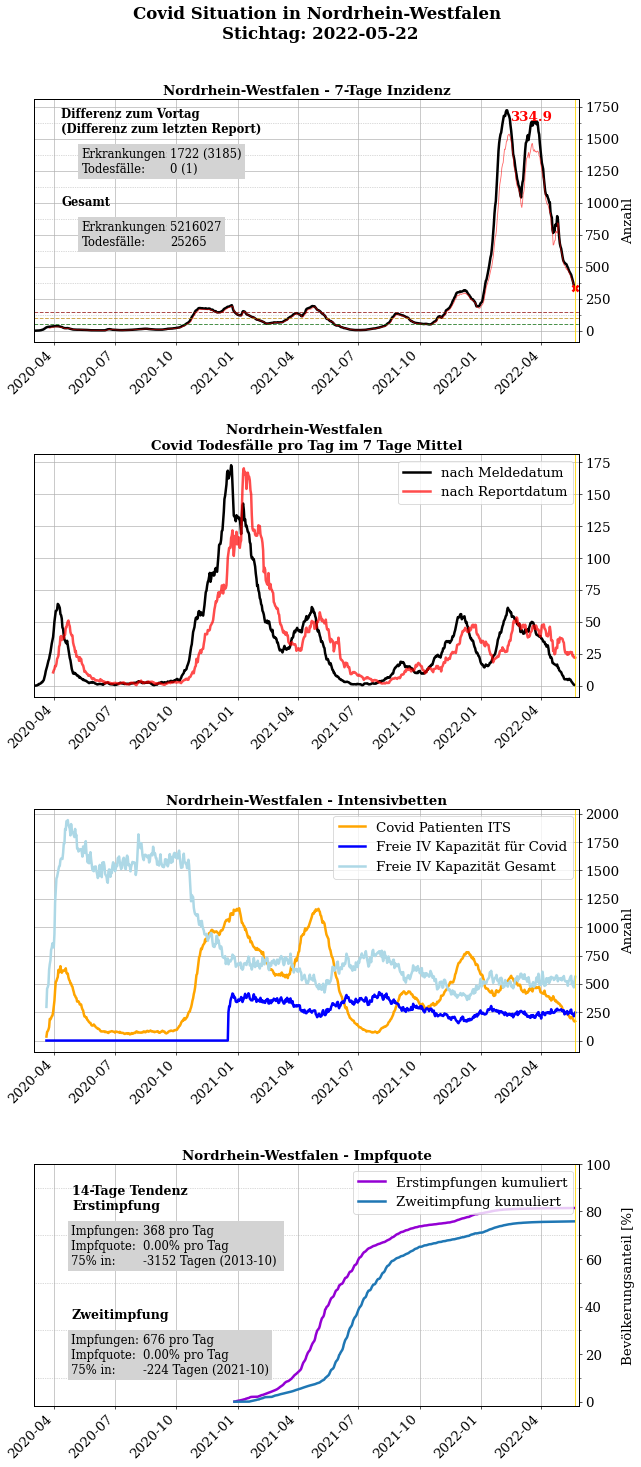 Covid Situation in Nordrhein-Westfalen
Stichtag: 2022-05-22
Nordrhein-Westfalen - 7-Tage Inzidenz
Differenz zum Vortag
(Differenz zum letzten Report)
Erkrankungen 1722 (3185)
Todesfälle: 0 (1)
Gesamt
Erkrankungen 5216027
Todesfälle: 25265
334.9
1750
1500
1250
1000
750
500
250
0
Anzahl
2020-04 2020-07 2020-10 2021-01 2021-04 2021-07 2021-10 2022-01 2022-04
Nordrhein-Westfalen
Covid Todesfälle pro Tag im 7 Tage Mittel
nach Meldedatum
nach Reportdatum
175
150
125
100
75
50
25
0
2020-04 2020-07 2020-10 2021-01 2021-04 2021-07 2021-10 2022-01 2022-04
Nordrhein-Westfalen - Intensivbetten
Covid Patienten ITS
Freie IV Kapazität für Covid
Freie IV Kapazität Gesamt
2000
1750
1500
1250
1000
750
500
250
0
Anzahl
2020-04 2020-07 2020-10 2021-01 2021-04 2021-07 2021-10 2022-01 2022-04
Nordrhein-Westfalen - Impfquote
14-Tage Tendenz
Erstimpfung
Impfungen: 368 pro Tag
Impfquote: 0.00% pro Tag
75% in: -3152 Tagen (2013-10)
Zweitimpfung
Impfungen: 676 pro Tag
Impfquote: 0.00% pro Tag
75% in: -224 Tagen (2021-10)
Erstimpfungen kumuliert
Zweitimpfung kumuliert
100
80
60
40
20
0
Bevölkerungsanteil [%]
2020-04 2020-07 2020-10 2021-01 2021-04 2021-07 2021-10 2022-01 2022-04